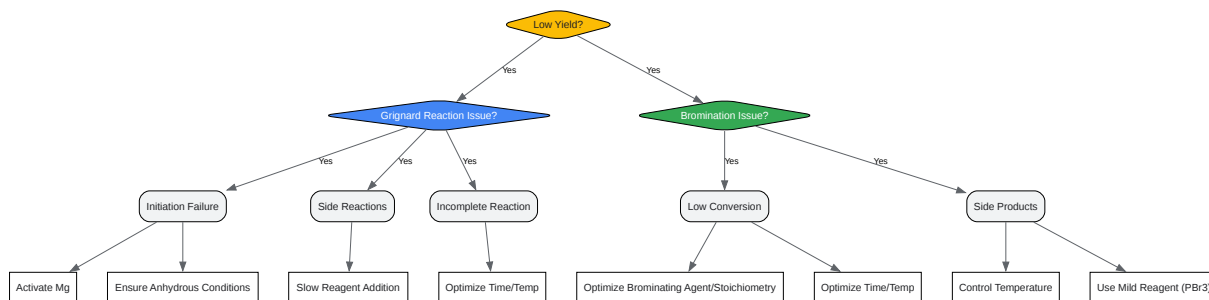 Low Yield?
Yes
Yes
Grignard Reaction Issue?
Bromination Issue?
Yes
Yes
Yes
Yes
Yes
Initiation Failure
Side Reactions
Incomplete Reaction
Low Conversion
Side Products
Activate Mg
Ensure Anhydrous Conditions
Slow Reagent Addition
Optimize Time/Temp
Optimize Brominating Agent/Stoichiometry
Optimize Time/Temp
Control Temperature
Use Mild Reagent (PBr3)